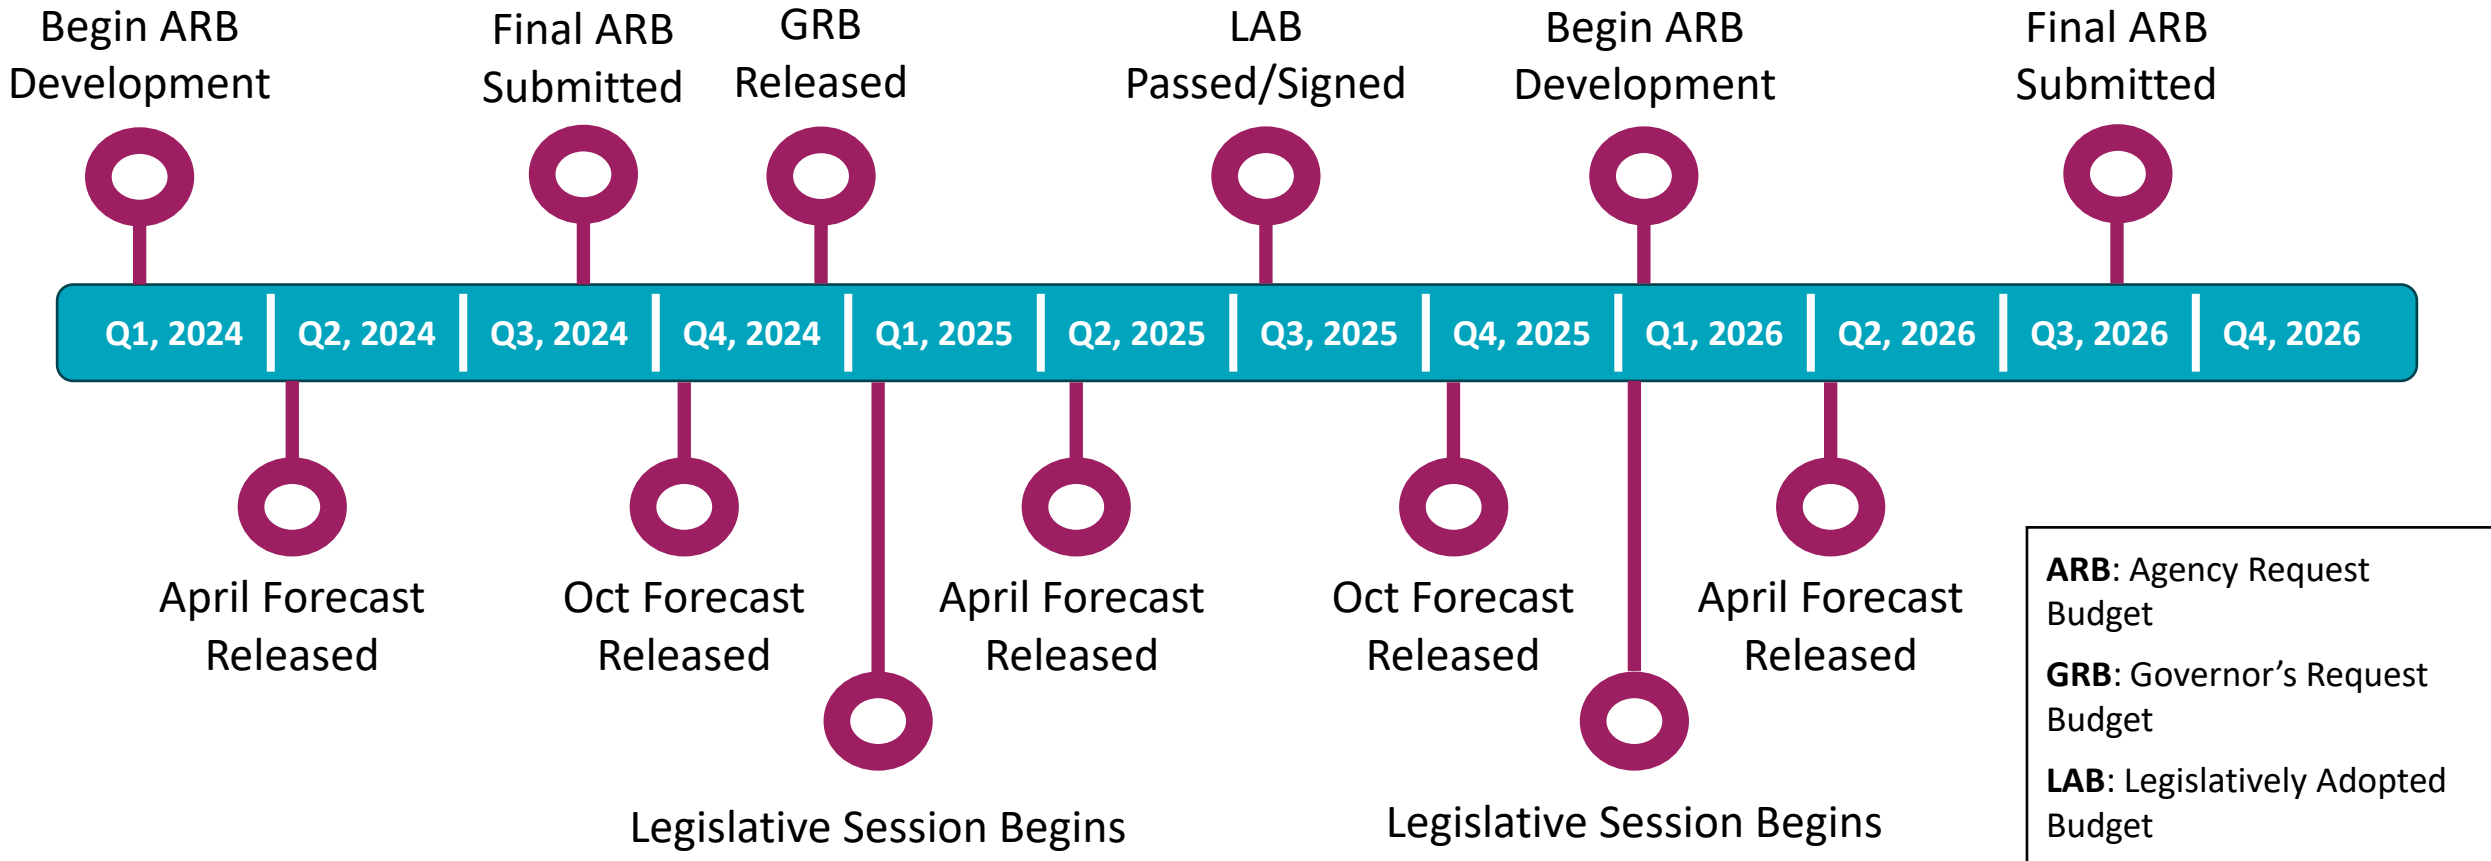 Begin ARB
Development
Final ARB
Submitted
GRB
Released
LAB
Passed/Signed
Begin ARB
Development
Final ARB
Submitted
Q1, 2024
Q2, 2024
Q3, 2024
Q4, 2024
Q1, 2025
Q2, 2025
Q3, 2025
Q4, 2025
Q1, 2026
Q2, 2026
Q3, 2026
Q4, 2026
April Forecast
Released
Oct Forecast
Released
April Forecast
Released
Oct Forecast
Released
April Forecast
Released
Legislative Session Begins
Legislative Session Begins
ARB: Agency Request
Budget
GRB: Governor’s Request
Budget
LAB: Legislatively Adopted
Budget